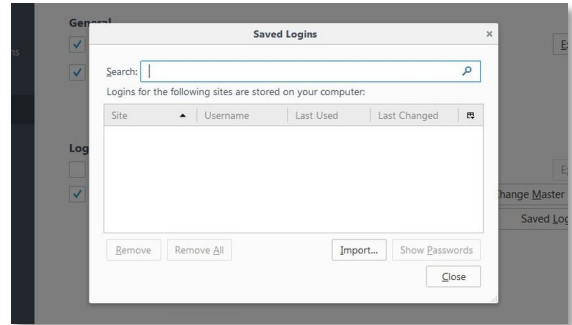 General
Saved Logins
Search:
Logins for the following sites are stored on your computer:
Site Username Last Used Last Changed
Log
Change Master
Remove Remove All Import... Show Passwords
Saved Log
Close